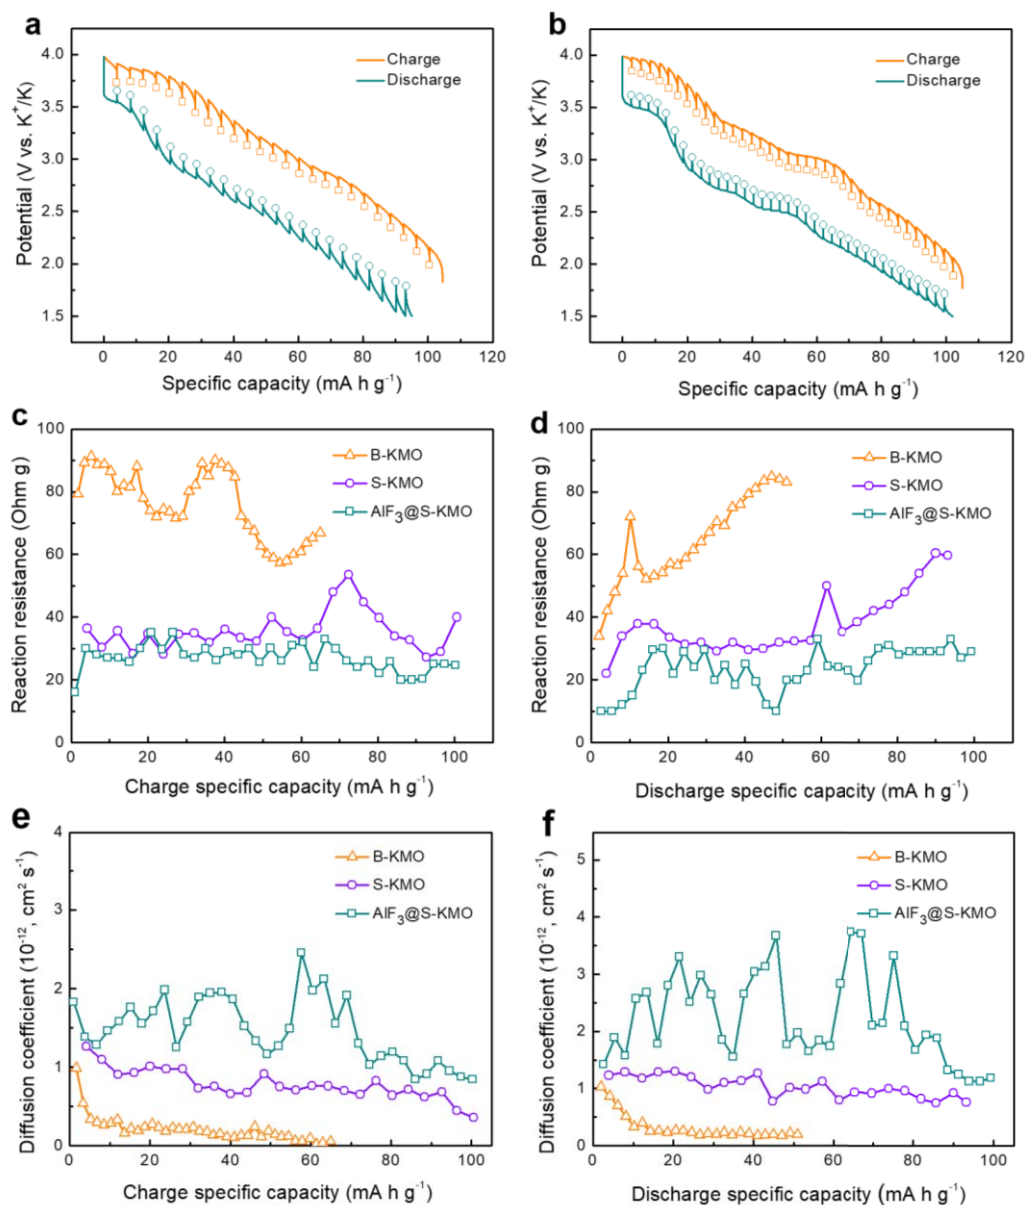 a
Charge
Discharge
4.0
3.5
3.0
2.5
2.0
1.5
Potential (V vs. K⁺/K)
0 20 40 60 80 100 120
Specific capacity (mA h g⁻¹)
b
Charge
Discharge
4.0
3.5
3.0
2.5
2.0
1.5
Potential (V vs. K⁺/K)
0 20 40 60 80 100 120
Specific capacity (mA h g⁻¹)
c
B-KMO
S-KMO
AlF₃@S-KMO
100
80
60
40
20
0
Reaction resistance (Ohm g)
0 20 40 60 80 100
Charge specific capacity (mA h g⁻¹)
d
B-KMO
S-KMO
AlF₃@S-KMO
100
80
60
40
20
0
Reaction resistance (Ohm g)
0 20 40 60 80 100
Discharge specific capacity (mA h g⁻¹)
e
B-KMO
S-KMO
AlF₃@S-KMO
4
3
2
1
0
Diffusion coefficient (10⁻¹², cm² s⁻¹)
0 20 40 60 80 100
Charge specific capacity (mA h g⁻¹)
f
B-KMO
S-KMO
AlF₃@S-KMO
5
4
3
2
1
0
Diffusion coefficient (10⁻¹², cm² s⁻¹)
0 20 40 60 80 100
Discharge specific capacity (mA h g⁻¹)